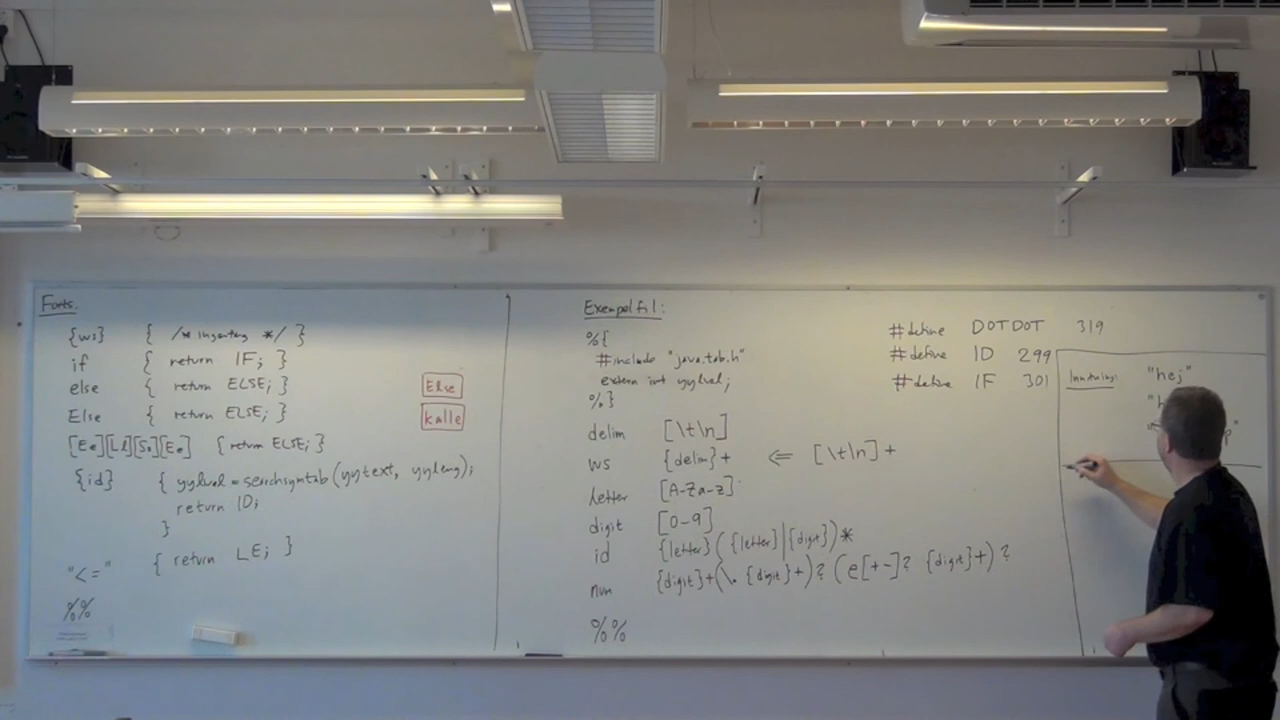 Forts.
{ws} { /* ingenting */ }
if { return IF; }
else { return ELSE; }
Else { return ELSE; }
[Ee][Ll][Ss][Ee] { return ELSE; }
{id} { yylval = searchsymtab(yytext, yyleng);
return ID;
}
"<=" { return LE; }
%%
Else
kalle
Exempelfil:
%{
#include "java.tab.h"
extern int yylval;
%}
delim [\t\n]
ws {delim}+ <= [\t\n]+
letter [A-Za-z]
digit [0-9]
id {letter}({letter}|{digit})*
num {digit}+(\. {digit}+)? (e[+-]? {digit}+)?
%%
#define DOTDOT 319
#define ID 299
#define IF 301
Inmatning: "hej"
"h
p"